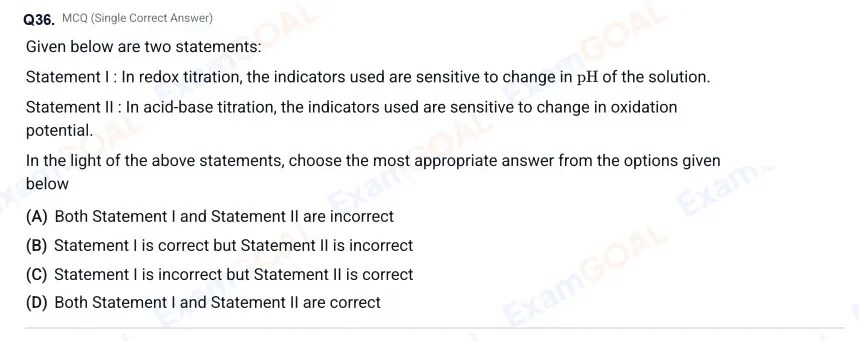 Q36. MCQ (Single Correct Answer)
Given below are two statements:
Statement I : In redox titration, the indicators used are sensitive to change in pH of the solution.
Statement II : In acid-base titration, the indicators used are sensitive to change in oxidation
potential.
In the light of the above statements, choose the most appropriate answer from the options given
below
(A) Both Statement I and Statement II are incorrect
(B) Statement I is correct but Statement II is incorrect
(C) Statement I is incorrect but Statement II is correct
(D) Both Statement I and Statement II are correct
ExamGOAL